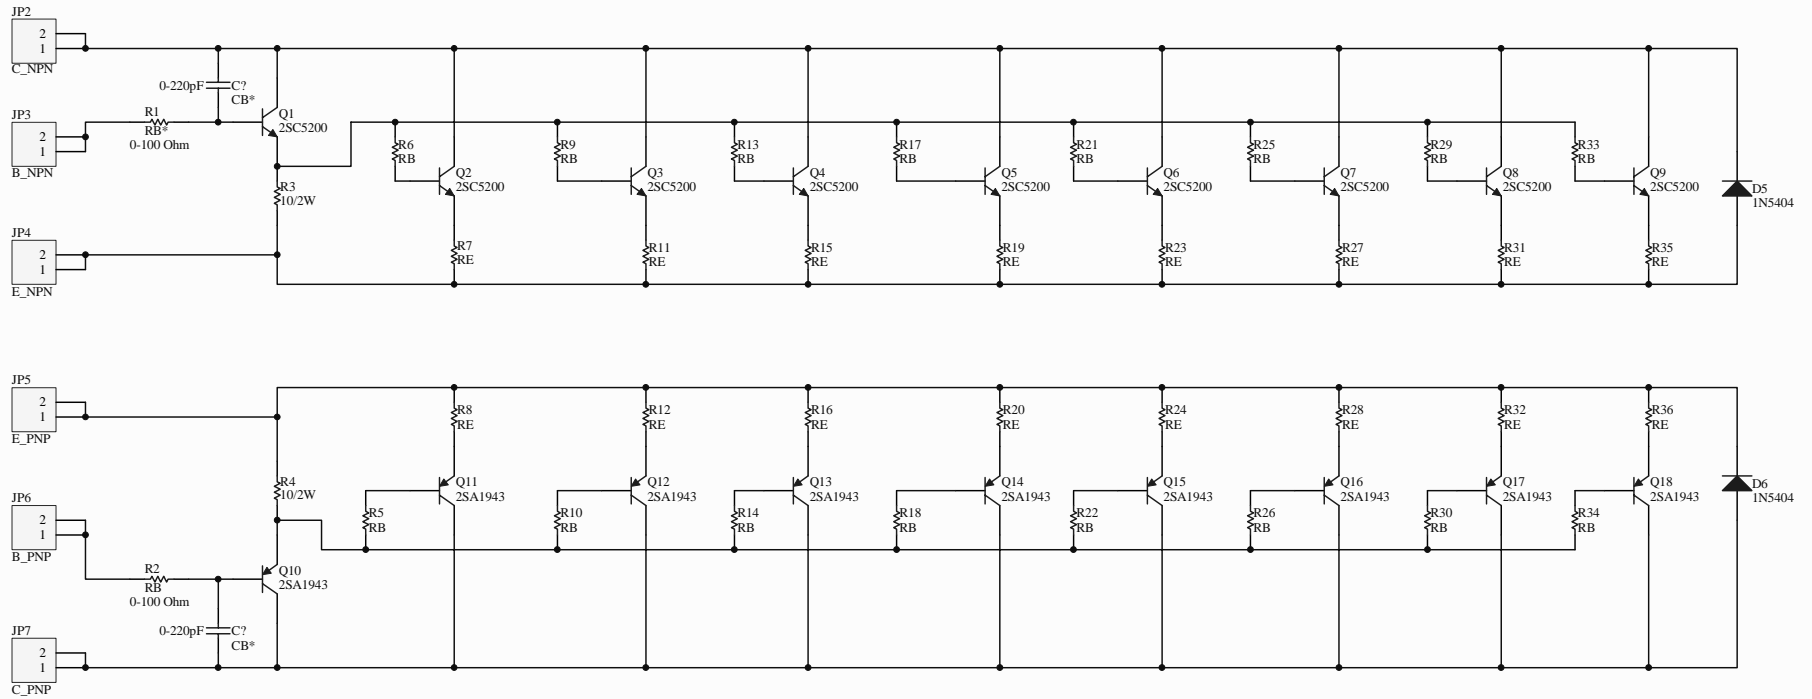 JP2
2
1
C_NPN
0-220pF
C?
CB*
JP3
2
1
B_NPN
R1
RB*
0-100 Ohm
Q1
2SC5200
R3
10/2W
JP4
2
1
E_NPN
R6
RB
Q2
2SC5200
R7
RE
R9
RB
Q3
2SC5200
R11
RE
R13
RB
Q4
2SC5200
R15
RE
R17
RB
Q5
2SC5200
R19
RE
R21
RB
Q6
2SC5200
R23
RE
R25
RB
Q7
2SC5200
R27
RE
R29
RB
Q8
2SC5200
R31
RE
R33
RB
Q9
2SC5200
R35
RE
D5
1N5404
JP5
2
1
E_PNP
R4
10/2W
JP6
2
1
B_PNP
R2
RB
0-100 Ohm
Q10
2SA1943
0-220pF
C?
CB*
JP7
2
1
C_PNP
R8
RE
Q11
2SA1943
R5
RB
R12
RE
Q12
2SA1943
R10
RB
R16
RE
Q13
2SA1943
R14
RB
R20
RE
Q14
2SA1943
R18
RB
R24
RE
Q15
2SA1943
R22
RB
R28
RE
Q16
2SA1943
R26
RB
R32
RE
Q17
2SA1943
R30
RB
R36
RE
Q18
2SA1943
R34
RB
D6
1N5404